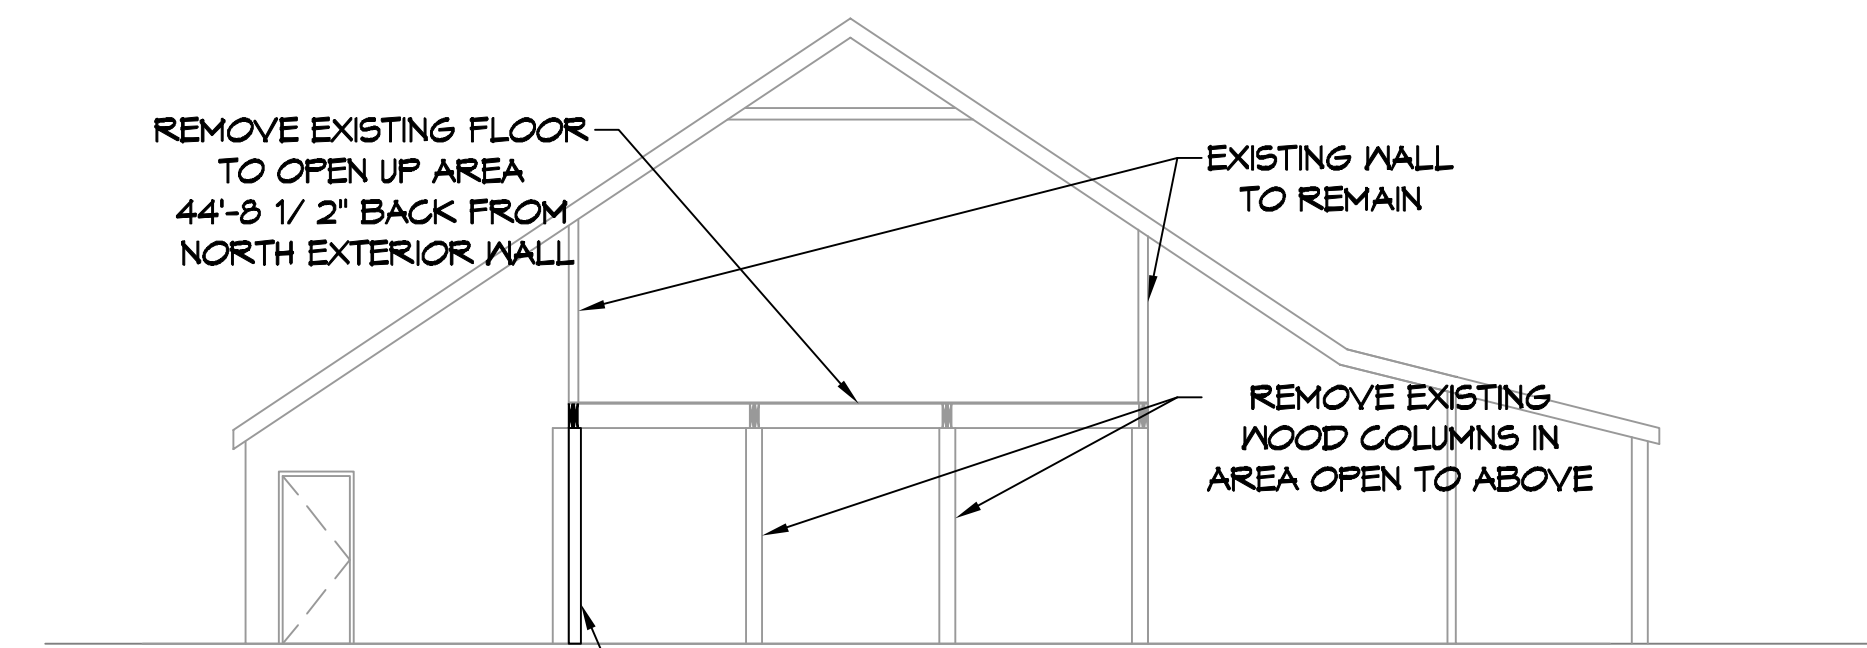 REMOVE EXISTING FLOOR
TO OPEN UP AREA
44'-8 1/ 2" BACK FROM
NORTH EXTERIOR WALL
EXISTING WALL
TO REMAIN
REMOVE EXISTING
WOOD COLUMNS IN
AREA OPEN TO ABOVE